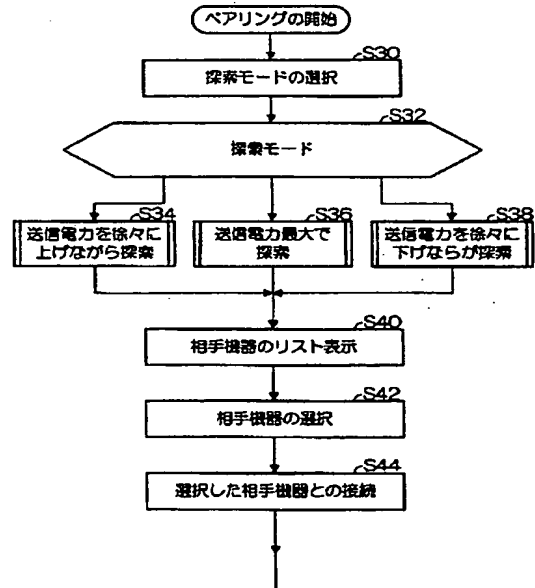 ペアリングの開始
S30
探索モードの選択
S32
探索モード
S34
送信電力を徐々に
上げながら探索
S36
送信電力最大で
探索
S38
送信電力を徐々に
下げならが探索
S40
相手機器のリスト表示
S42
相手機器の選択
S44
選択した相手機器との接続